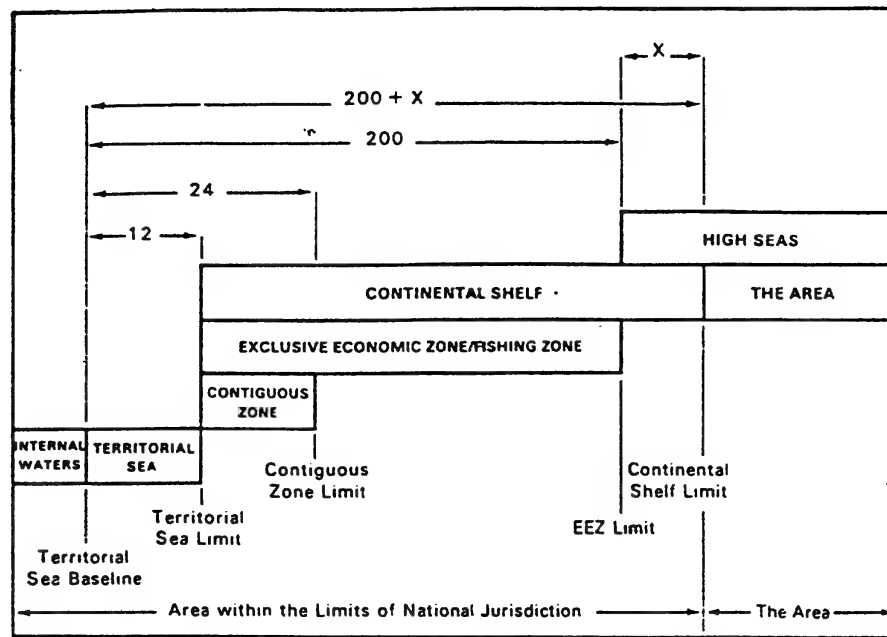 X
200 + X
200
24
12
HIGH SEAS
CONTINENTAL SHELF
THE AREA
EXCLUSIVE ECONOMIC ZONE/FISHING ZONE
CONTIGUOUS
ZONE
INTERNAL
WATERS
TERRITORIAL
SEA
Contiguous
Zone Limit
Continental
Shelf Limit
Territorial
Sea Limit
EEZ Limit
Territorial
Sea Baseline
Area within the Limits of National Jurisdiction
The Area